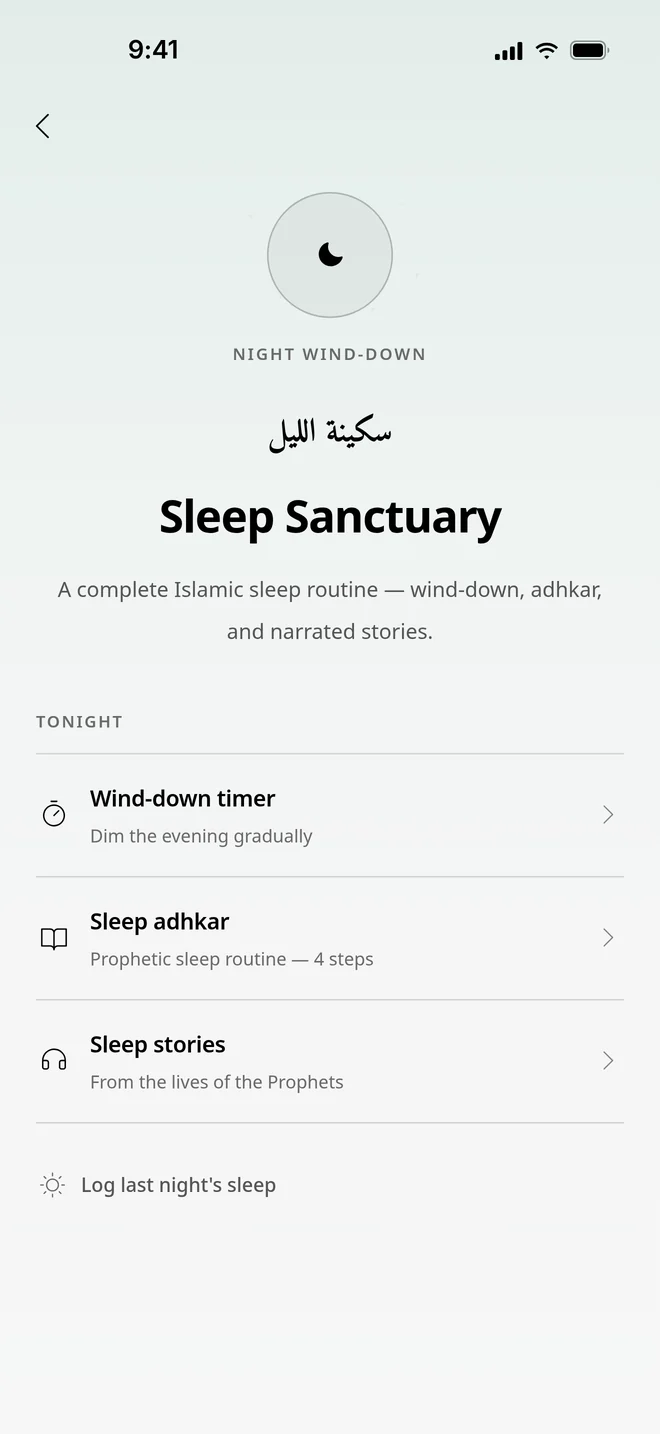 9:41
NIGHT WIND-DOWN
سكينة الليل
Sleep Sanctuary
A complete Islamic sleep routine — wind-down, adhkar,
and narrated stories.
TONIGHT
Wind-down timer
Dim the evening gradually
Sleep adhkar
Prophetic sleep routine — 4 steps
Sleep stories
From the lives of the Prophets
Log last night's sleep